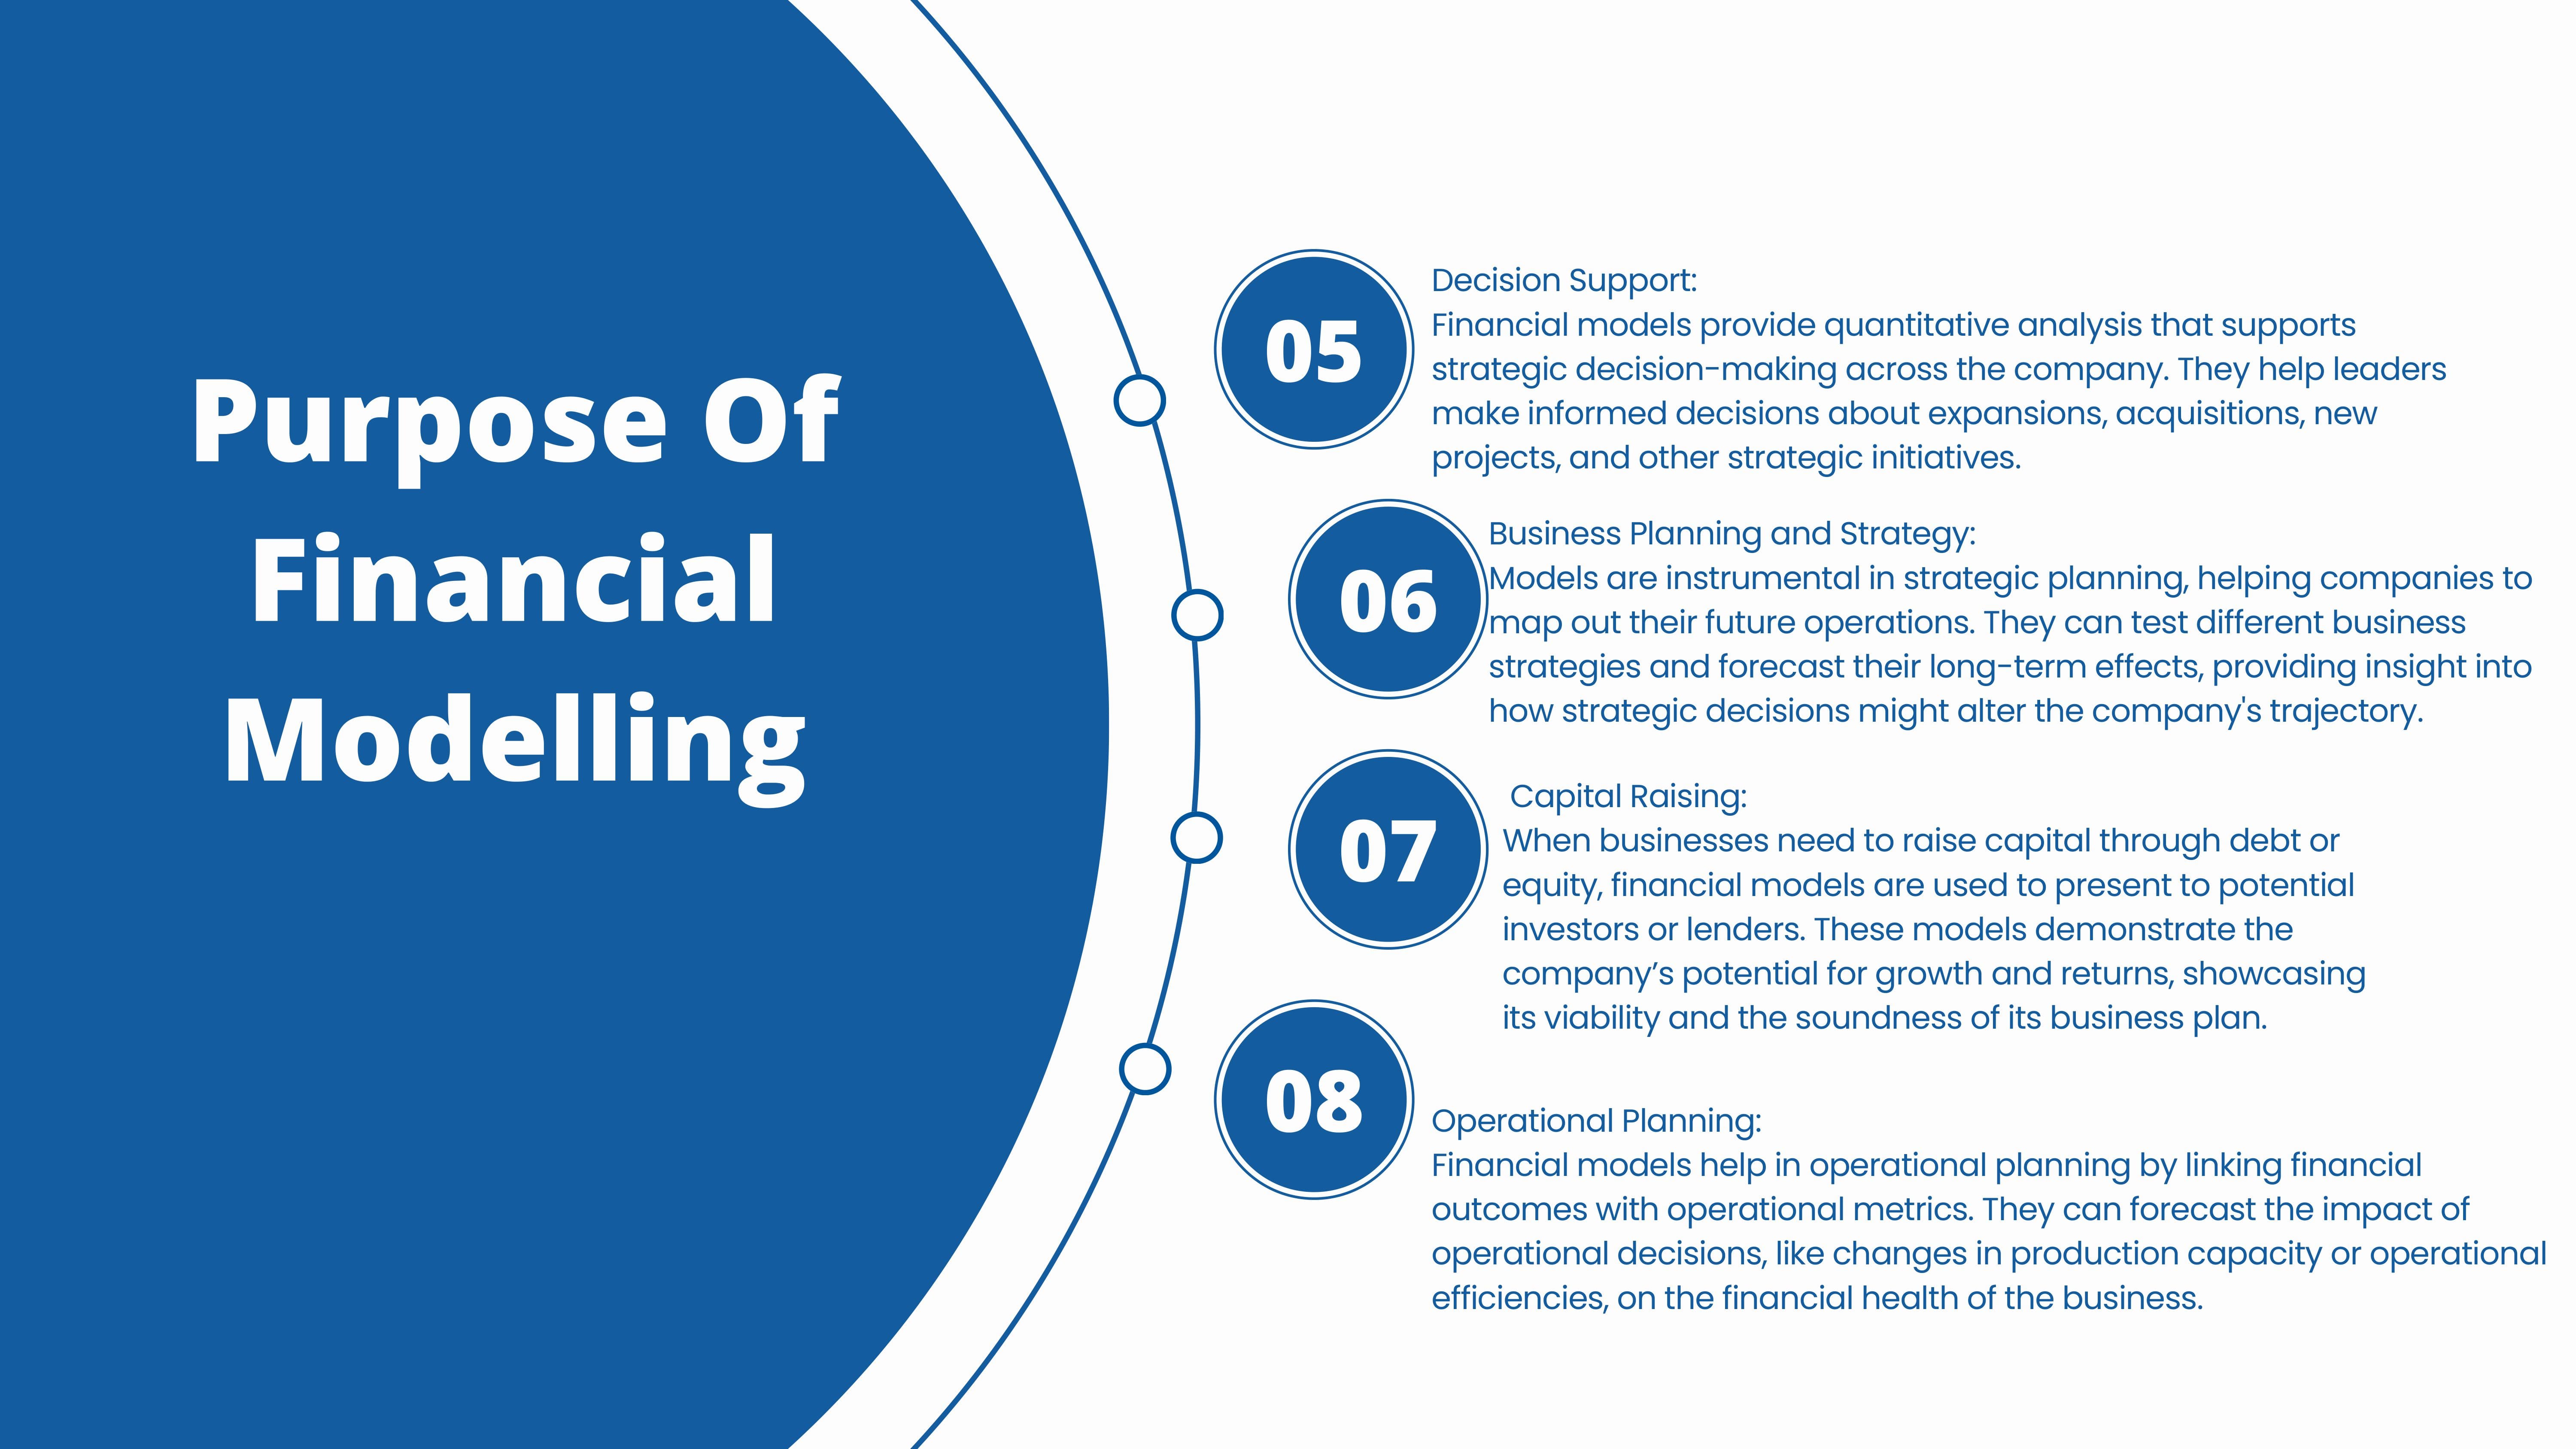 Purpose Of
Financial
Modelling
05
Decision Support:
Financial models provide quantitative analysis that supports
strategic decision-making across the company. They help leaders
make informed decisions about expansions, acquisitions, new
projects, and other strategic initiatives.
06
Business Planning and Strategy:
Models are instrumental in strategic planning, helping companies to
map out their future operations. They can test different business
strategies and forecast their long-term effects, providing insight into
how strategic decisions might alter the company's trajectory.
07
Capital Raising:
When businesses need to raise capital through debt or
equity, financial models are used to present to potential
investors or lenders. These models demonstrate the
company’s potential for growth and returns, showcasing
its viability and the soundness of its business plan.
08
Operational Planning:
Financial models help in operational planning by linking financial
outcomes with operational metrics. They can forecast the impact of
operational decisions, like changes in production capacity or operational
efficiencies, on the financial health of the business.